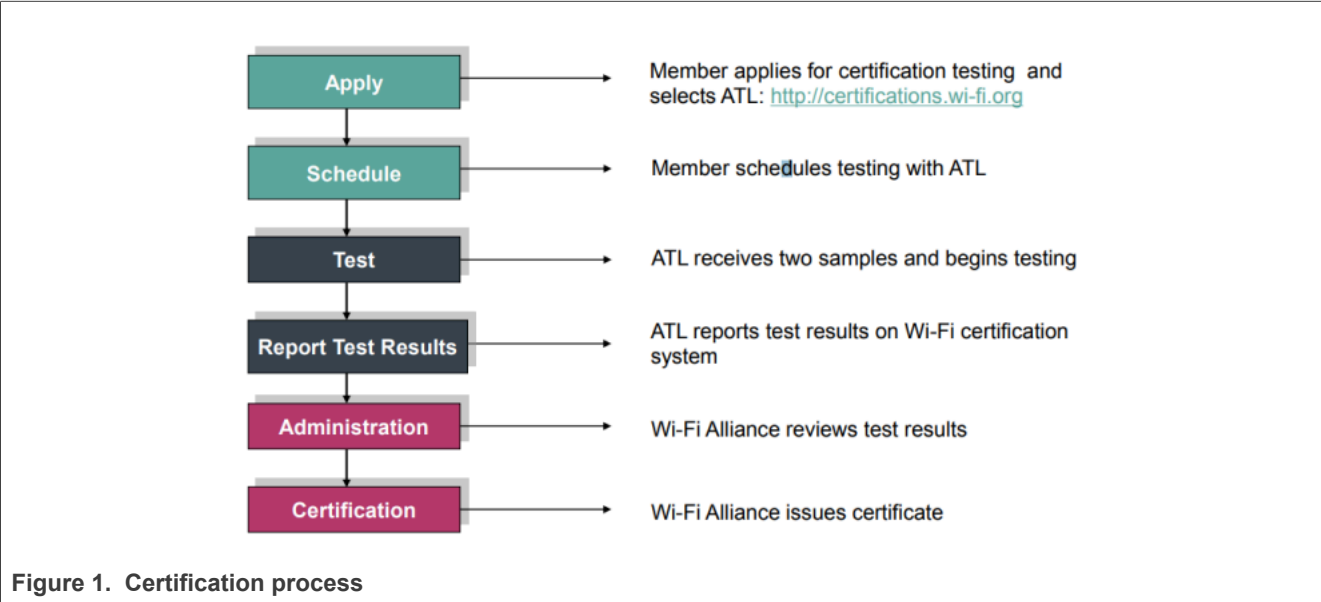 Apply
Member applies for certification testing and
selects ATL: http://certifications.wi-fi.org
Schedule
Member schedules testing with ATL
Test
ATL receives two samples and begins testing
Report Test Results
ATL reports test results on Wi-Fi certification
system
Administration
Wi-Fi Alliance reviews test results
Certification
Wi-Fi Alliance issues certificate
Figure 1. Certification process